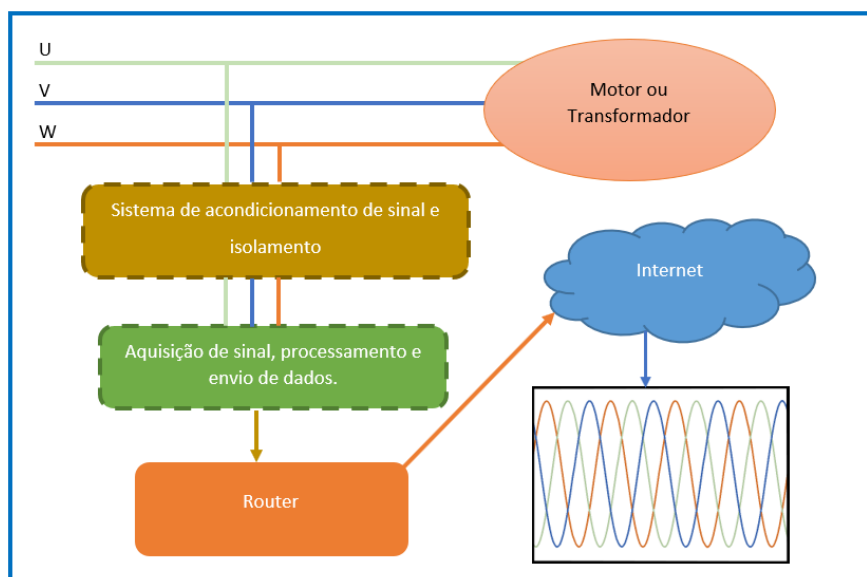 U
V
W
Motor ou
Transformador
Sistema de acondicionamento de sinal e
isolamento
Internet
Aquisição de sinal, processamento e
envio de dados.
Router